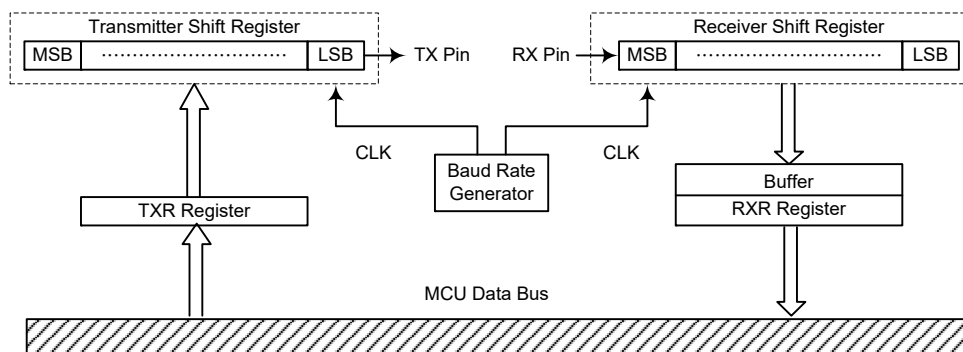 Transmitter Shift Register
MSB ........................... LSB
TX Pin
RX Pin
Receiver Shift Register
MSB ........................... LSB
CLK
CLK
Baud Rate
Generator
TXR Register
Buffer
RXR Register
MCU Data Bus